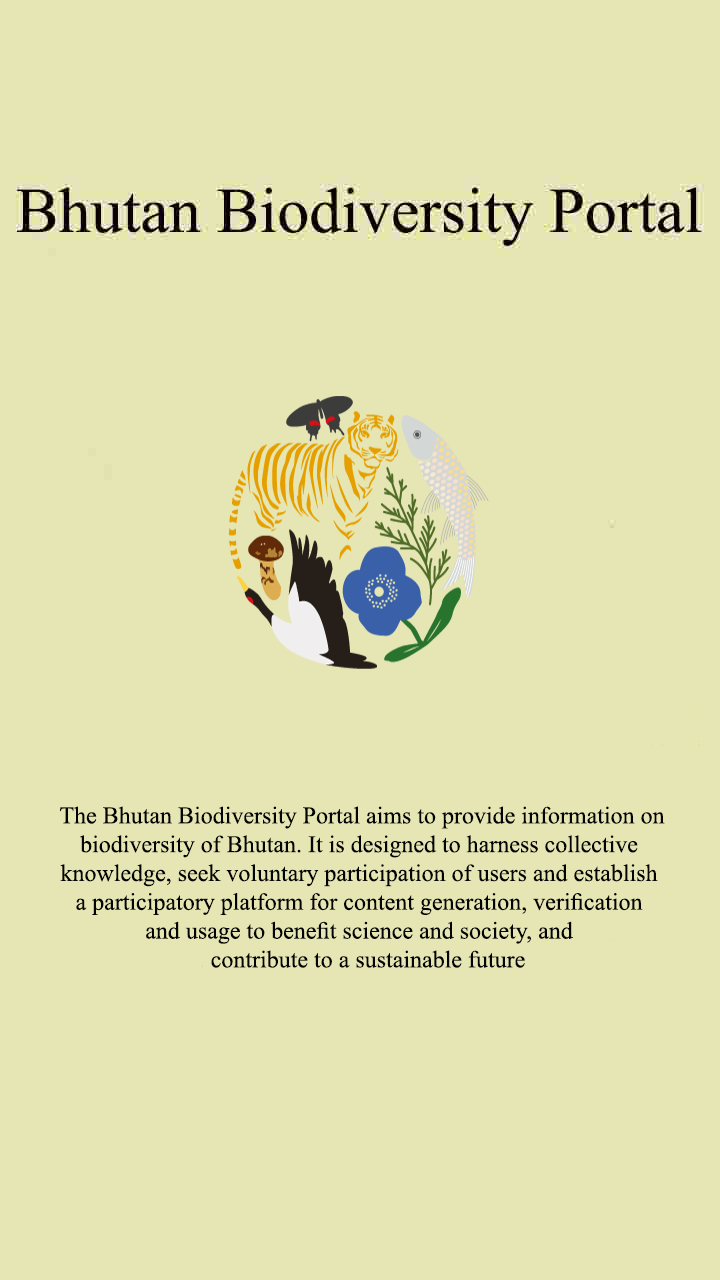 Bhutan Biodiversity Portal
The Bhutan Biodiversity Portal aims to provide information on
biodiversity of Bhutan. It is designed to harness collective
knowledge, seek voluntary participation of users and establish
a participatory platform for content generation, verification
and usage to benefit science and society, and
contribute to a sustainable future